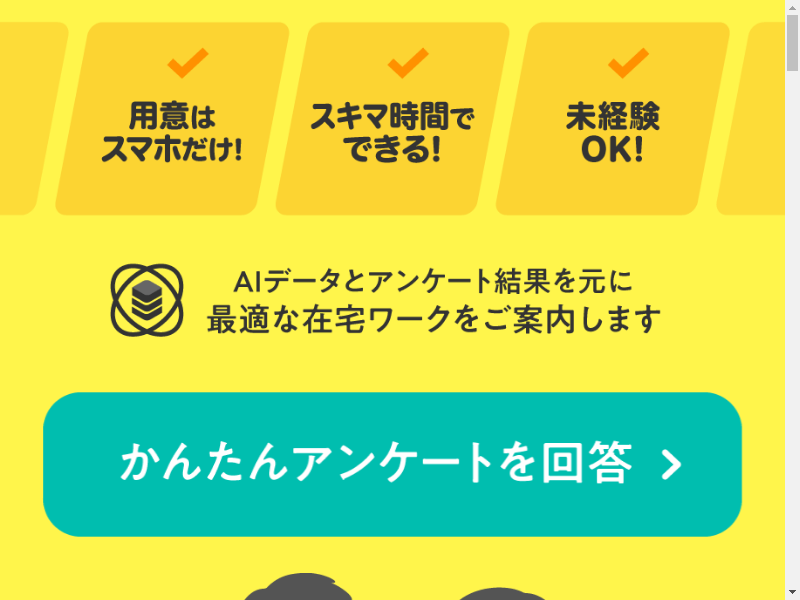 用意は
スマホだけ!
スキマ時間で
できる!
未経験
OK!
AIデータとアンケート結果を元に
最適な在宅ワークをご案内します
かんたんアンケートを回答